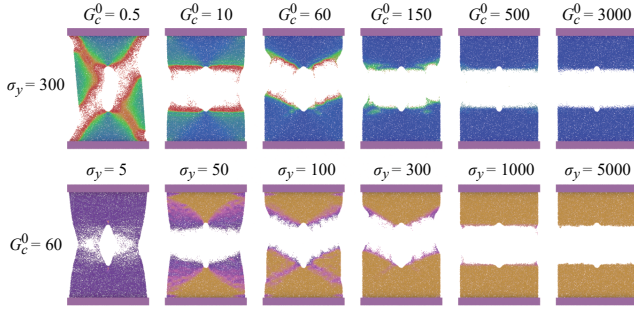 G_c^0 = 0.5 G_c^0 = 10 G_c^0 = 60 G_c^0 = 150 G_c^0 = 500 G_c^0 = 3000
σ_y = 300
σ_y = 5 σ_y = 50 σ_y = 100 σ_y = 300 σ_y = 1000 σ_y = 5000
G_c^0 = 60